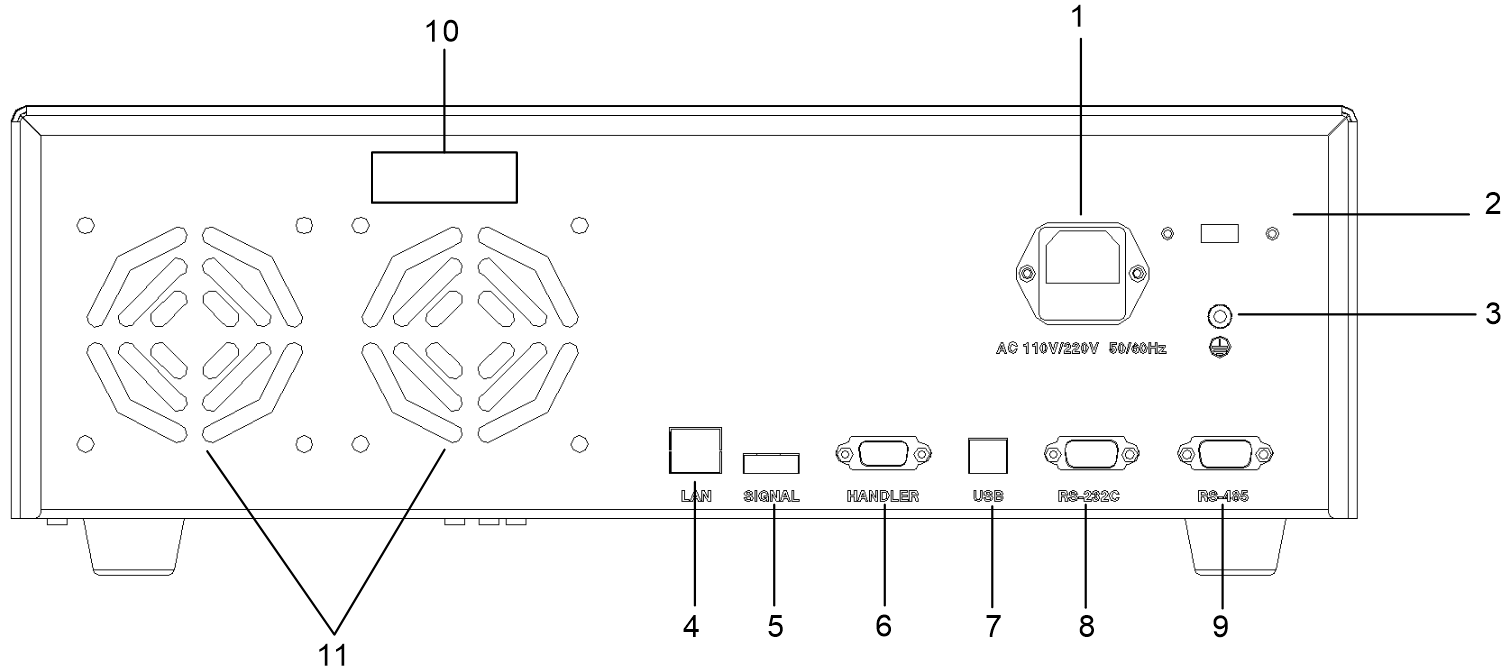 10
1
2
3
AC 110V/220V 50/60Hz
LAN
SIGNAL
HANDLER
USB
RS-232C
RS-485
4
5
6
7
8
9
11